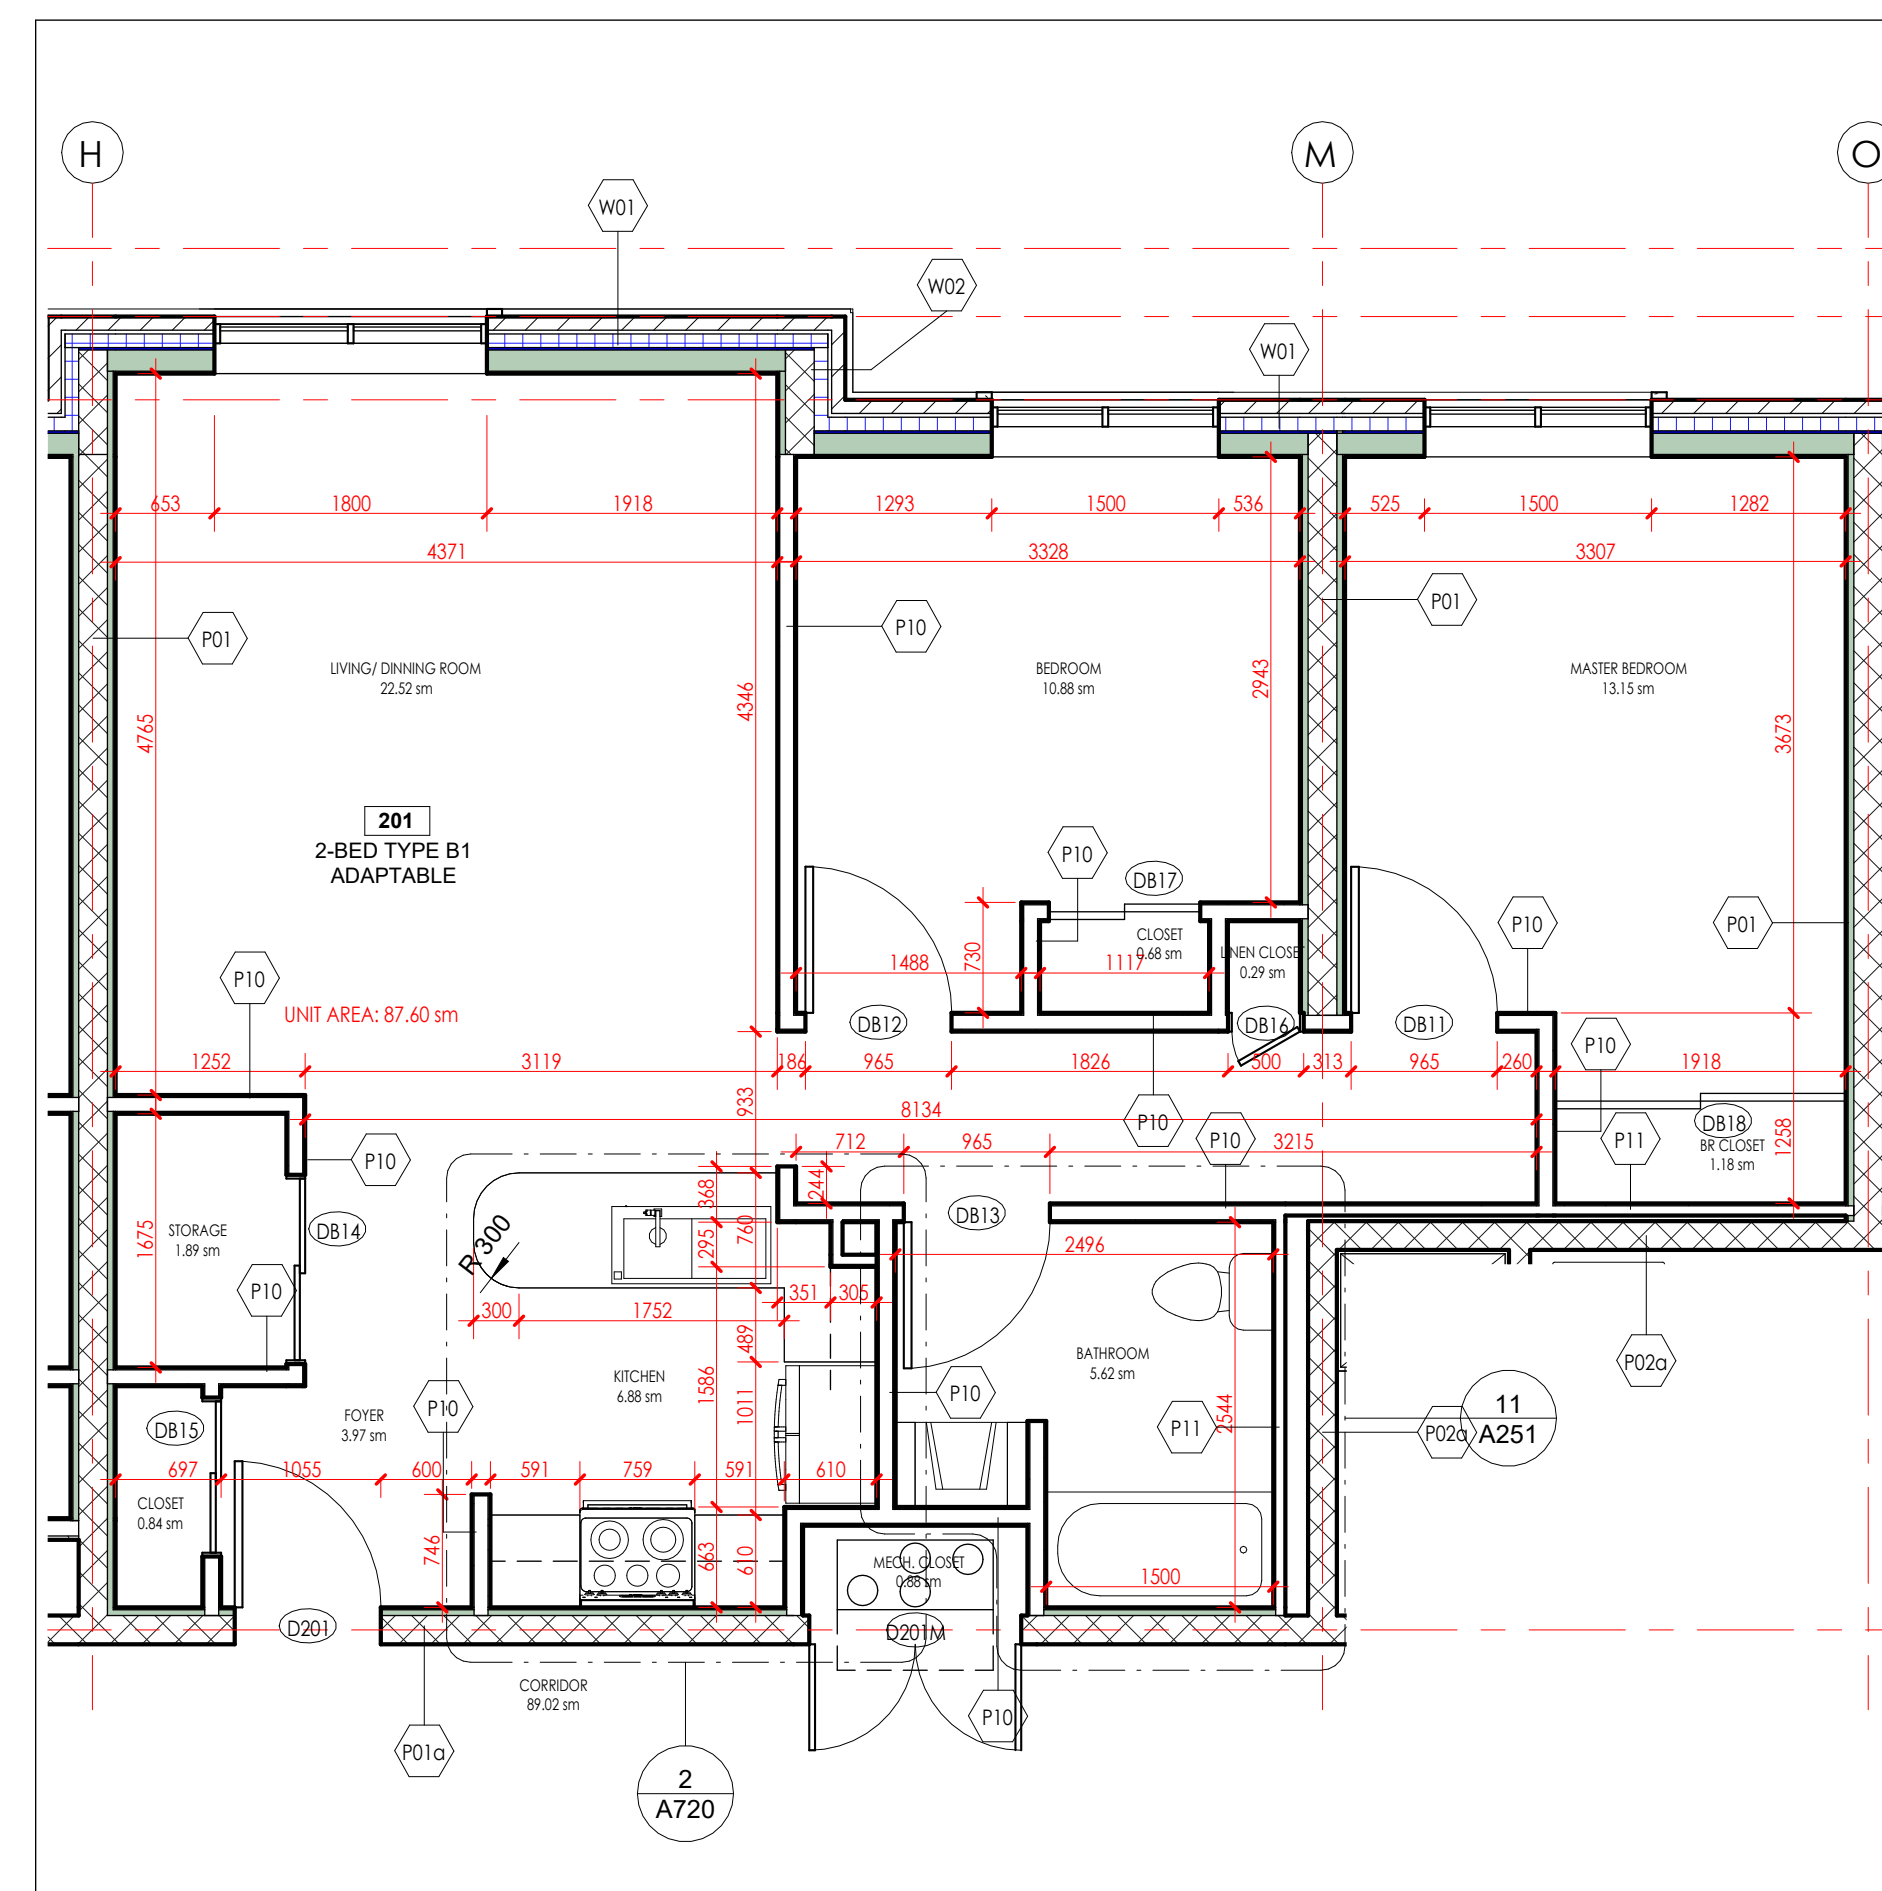 H
M
O
W01
W02
W01
653
1800
1918
1293
1500
536
525
1500
1282
4371
3328
3307
P01
P10
P01
LIVING/ DINNING ROOM
22.52 sm
BEDROOM
10.88 sm
MASTER BEDROOM
13.15 sm
4765
4346
2943
3673
201
2-BED TYPE B1
ADAPTABLE
P10
DB17
P10
P10
P01
CLOSET
0.68 sm
LINEN CLOSET
0.29 sm
1488
730
1117
UNIT AREA: 87.60 sm
DB12
DB16
DB11
P10
1252
3119
186
965
1826
500
313
965
260
1918
933
8134
P10
P10
DB18
P11
BR CLOSET
1.18 sm
1258
P10
712
965
3215
368
244
STORAGE
1.89 sm
1675
DB14
R 300
760
295
DB13
2496
P10
300
1752
351
305
489
KITCHEN
6.88 sm
1586
1011
BATHROOM
5.62 sm
P02a
FOYER
3.97 sm
P10
P10
P11
2544
P02a
11
A251
DB15
697
1055
600
591
759
591
610
CLOSET
0.84 sm
746
663
610
MECH. CLOSET
0.88 sm
1500
D201
D201M
CORRIDOR
89.02 sm
P10
P01a
2
A720